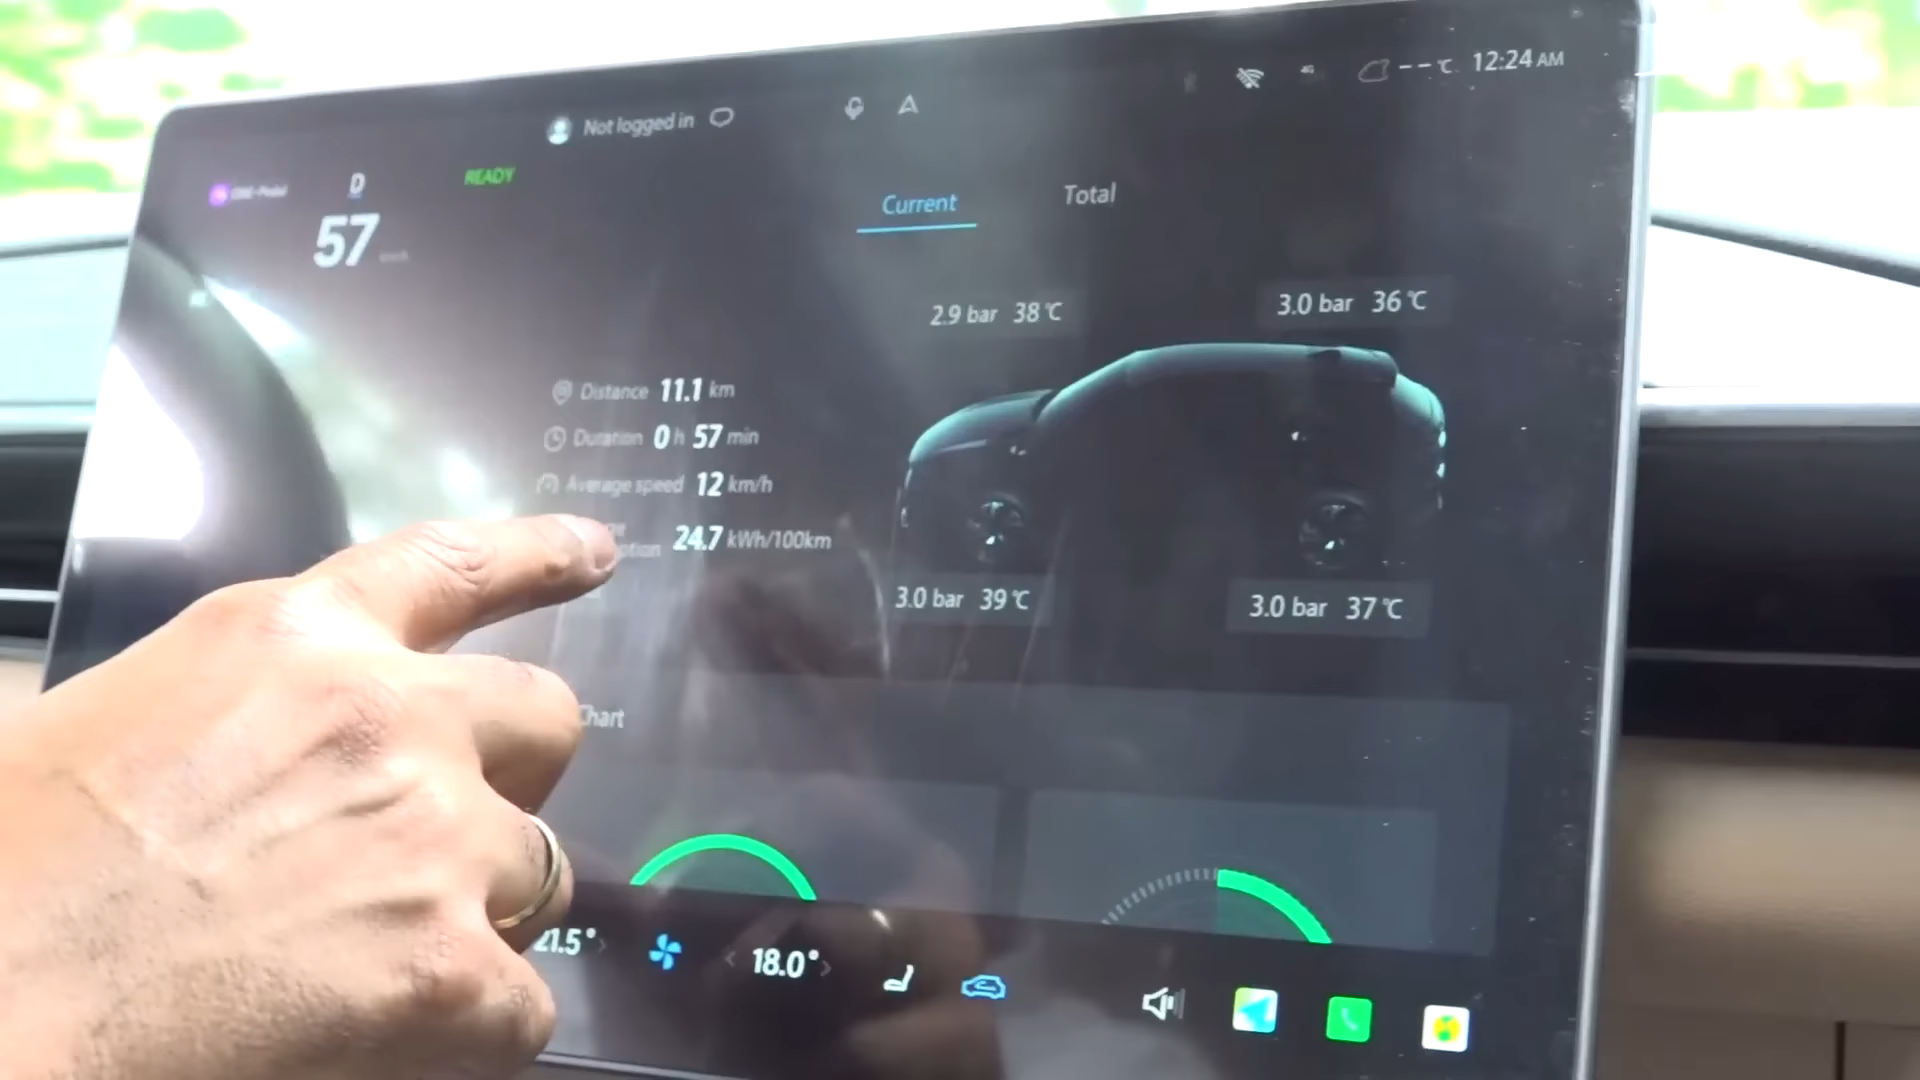 Not logged in
--℃ 12:24 AM
D
READY
57
Current
Total
2.9 bar 38℃
3.0 bar 36℃
Distance 11.1 km
Duration 0 h 57 min
Average speed 12 km/h
24.7 kWh/100km
3.0 bar 39℃
3.0 bar 37℃
Chart
21.5°
18.0°